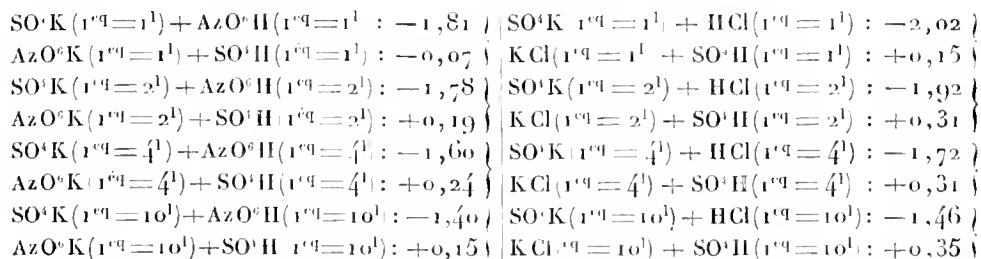 SO⁴K(1ᵉq=1ˡ)+AzO⁶H(1ᵉq=1ˡ) : −1,81 } | SO⁴K 1ᵉq=1ˡ) + HCl(1ᵉq=1ˡ) : −2,02 }
AzO⁶K(1ᵉq=1ˡ)+SO⁴H(1ᵉq=1ˡ) : −0,07 } | KCl(1ᵉq=1ˡ + SO⁴H(1ᵉq=1ˡ) : +0,15 }
SO⁴K(1ᵉq=2ˡ)+AzO⁶H(1ᵉq=2ˡ): −1,78 } | SO⁴K(1ᵉq=2ˡ) + HCl(1ᵉq=2ˡ) : −1,92 }
AzO⁶K(1ᵉq=2ˡ)+SO⁴H(1ᵉq=2ˡ): +0,19 } | KCl(1ᵉq=2ˡ) + SO⁴H(1ᵉq=2ˡ) : +0,31 }
SO⁴K(1ᵉq=4ˡ)+AzO⁶H(1ᵉq=4ˡ: −1,60 } | SO⁴K(1ᵉq=4ˡ) + HCl(1ᵉq=4ˡ) : −1,72 }
AzO⁶K(1ᵉq=4ˡ)+SO⁴H(1ᵉq=4ˡ: +0,24 } | KCl(1ᵉq=4ˡ) + SO⁴H(1ᵉq=4ˡ) : +0,31 }
SO⁴K(1ᵉq=10ˡ)+AzO⁶H(1ᵉq=10ˡ:−1,40 } | SO⁴K(1ᵉq=10ˡ)+HCl(1ᵉq=10ˡ): −1,46 }
AzO⁶K(1ᵉq=10ˡ)+SO⁴H 1ᵉq=10ˡ): +0,15 } | KCl(ᵉq=10ˡ) + SO⁴H(1ᵉq=10ˡ : +0,35 }